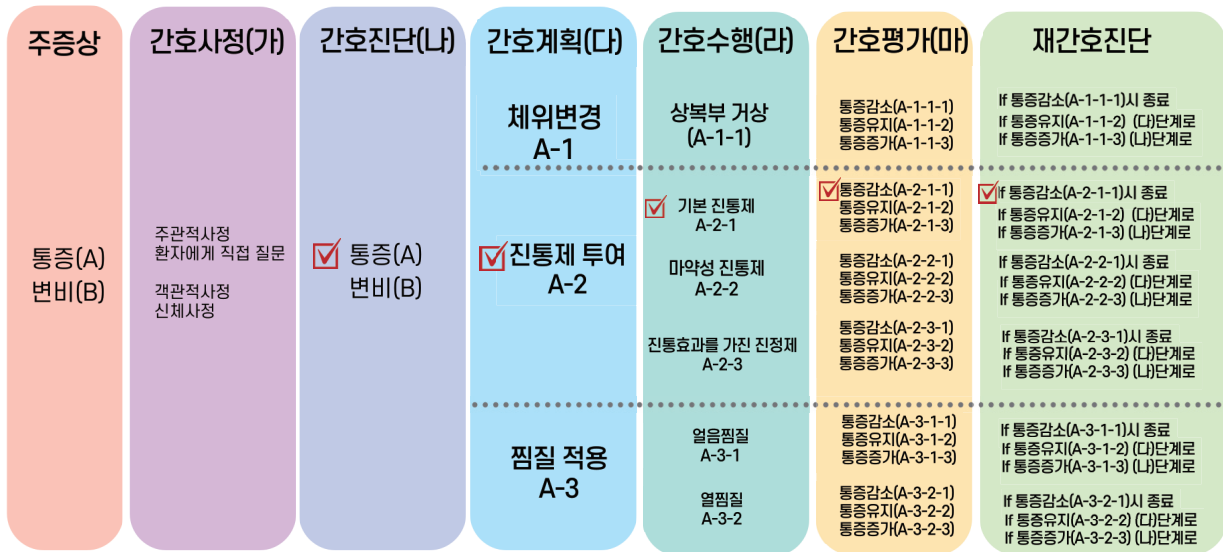 주증상
통증(A)
변비(B)
간호사정(가)
주관적사정
환자에게 직접 질문
객관적사정
신체사정
간호진단(나)
통증(A)
변비(B)
간호계획(다)
체위변경
A-1
진통제 투여
A-2
찜질 적용
A-3
간호수행(라)
상복부 거상
(A-1-1)
기본 진통제
A-2-1
마약성 진통제
A-2-2
진통효과를 가진 진정제
A-2-3
얼음찜질
A-3-1
열찜질
A-3-2
간호평가(마)
통증감소(A-1-1-1)
통증유지(A-1-1-2)
통증증가(A-1-1-3)
통증감소(A-2-1-1)
통증유지(A-2-1-2)
통증증가(A-2-1-3)
통증감소(A-2-2-1)
통증유지(A-2-2-2)
통증증가(A-2-2-3)
통증감소(A-2-3-1)
통증유지(A-2-3-2)
통증증가(A-2-3-3)
통증감소(A-3-1-1)
통증유지(A-3-1-2)
통증증가(A-3-1-3)
통증감소(A-3-2-1)
통증유지(A-3-2-2)
통증증가(A-3-2-3)
재간호진단
If 통증감소(A-1-1-1)시 종료
If 통증유지(A-1-1-2) (다)단계로
If 통증증가(A-1-1-3) (나)단계로
If 통증감소(A-2-1-1)시 종료
If 통증유지(A-2-1-2) (다)단계로
If 통증증가(A-2-1-3) (나)단계로
If 통증감소(A-2-2-1)시 종료
If 통증유지(A-2-2-2) (다)단계로
If 통증증가(A-2-2-3) (나)단계로
If 통증감소(A-2-3-1)시 종료
If 통증유지(A-2-3-2) (다)단계로
If 통증증가(A-2-3-3) (나)단계로
If 통증감소(A-3-1-1)시 종료
If 통증유지(A-3-1-2) (다)단계로
If 통증증가(A-3-1-3) (나)단계로
If 통증감소(A-3-2-1)시 종료
If 통증유지(A-3-2-2) (다)단계로
If 통증증가(A-3-2-3) (나)단계로